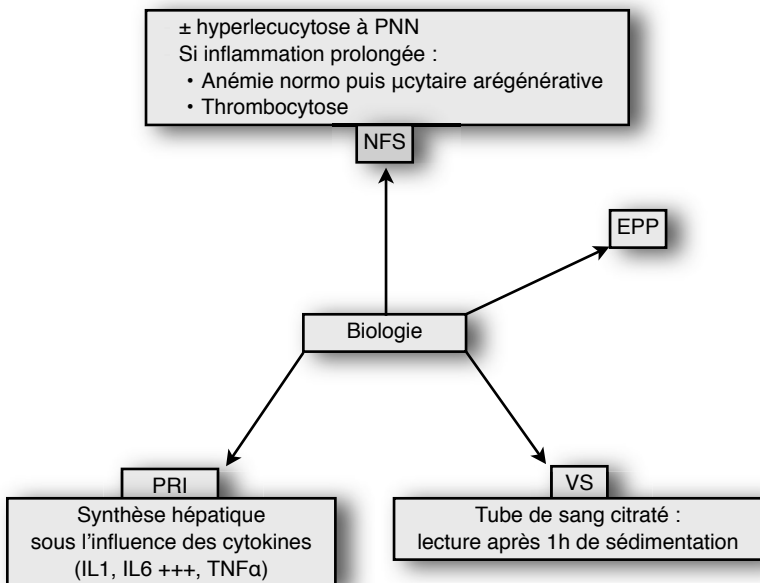 ± hyperlecucytose à PNN
Si inflammation prolongée :
• Anémie normo puis µcytaire arégénérative
• Thrombocytose
NFS
EPP
Biologie
PRI
Synthèse hépatique
sous l'influence des cytokines
(IL1, IL6 +++, TNFα)
VS
Tube de sang citraté :
lecture après 1h de sédimentation